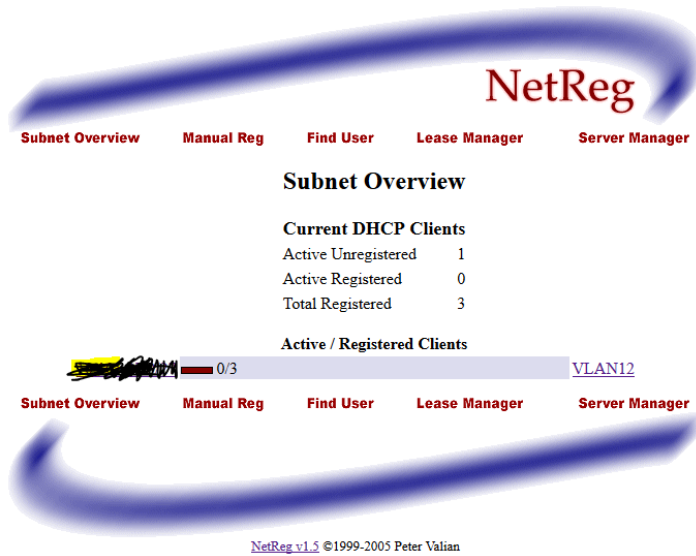 NetReg
Subnet Overview Manual Reg Find User Lease Manager Server Manager
Subnet Overview
Current DHCP Clients
Active Unregistered 1
Active Registered 0
Total Registered 3
Active / Registered Clients
0/3 VLAN12
Subnet Overview Manual Reg Find User Lease Manager Server Manager
NetReg v1.5 ©1999-2005 Peter Valian